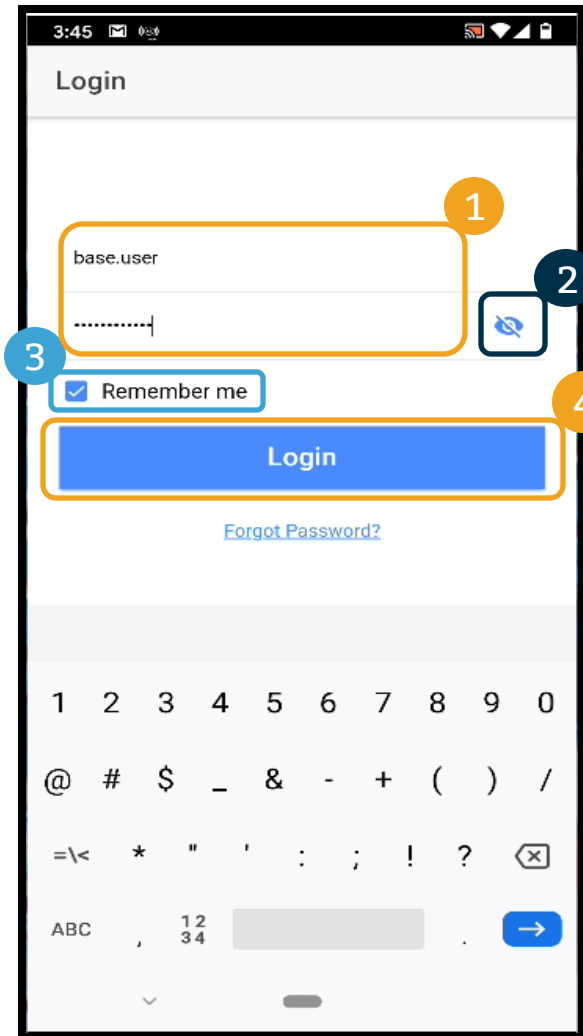 3:45
Login
1
base.user
............
2
3
Remember me
4
Login
Forgot Password?
1 2 3 4 5 6 7 8 9 0
@ # $ _ & - + ( ) /
=\< * " ' : ; ! ?
ABC , 12 34 .